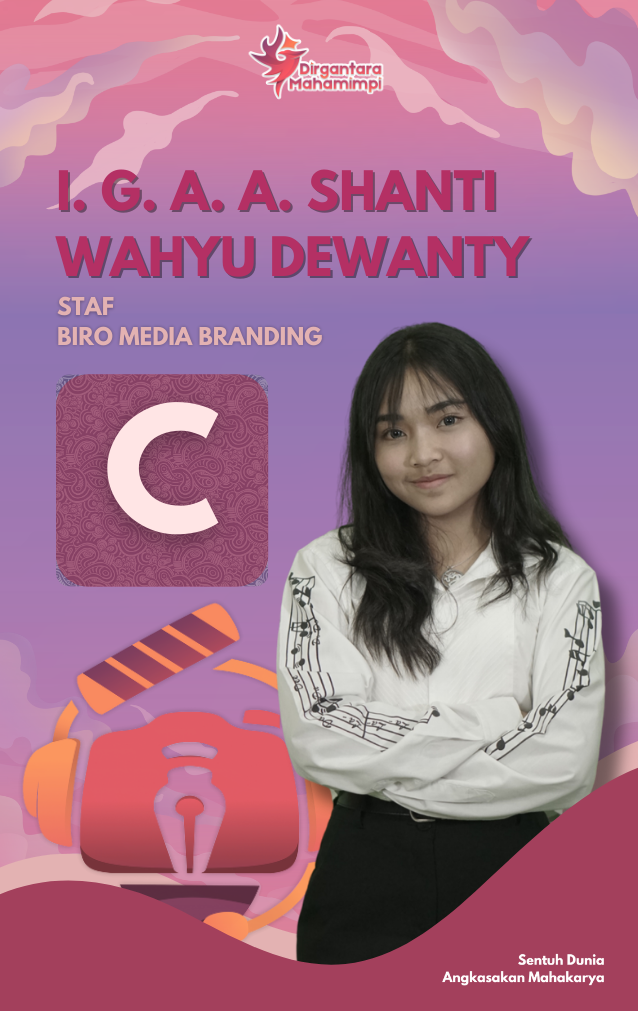 Dirgantara
Mahamimpi
I. G. A. A. SHANTI
WAHYU DEWANTY
STAF
BIRO MEDIA BRANDING
C
Sentuh Dunia
Angkasakan Mahakarya